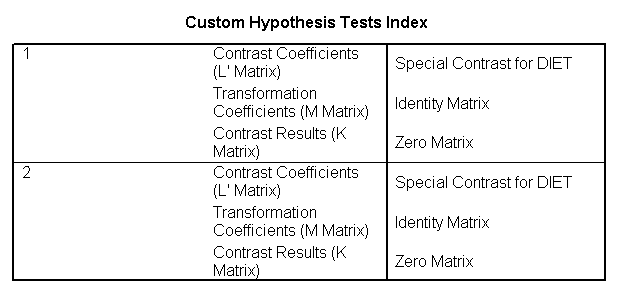 Custom Hypothesis Tests Index
1 Contrast Coefficients
(L' Matrix) Special Contrast for DIET
Transformation
Coefficients (M Matrix) Identity Matrix
Contrast Results (K
Matrix) Zero Matrix
2 Contrast Coefficients
(L' Matrix) Special Contrast for DIET
Transformation
Coefficients (M Matrix) Identity Matrix
Contrast Results (K
Matrix) Zero Matrix